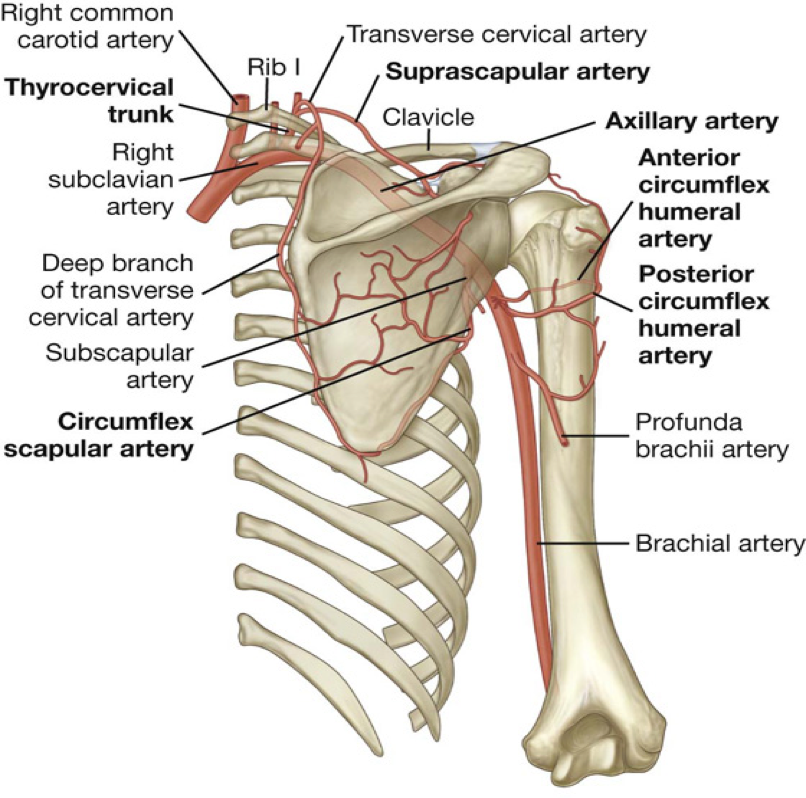 Right common
carotid artery
Transverse cervical artery
Rib I
Suprascapular artery
Thyrocervical
trunk
Clavicle
Axillary artery
Right
subclavian
artery
Anterior
circumflex
humeral
artery
Deep branch
of transverse
cervical artery
Posterior
circumflex
humeral
artery
Subscapular
artery
Circumflex
scapular artery
Profunda
brachii artery
Brachial artery